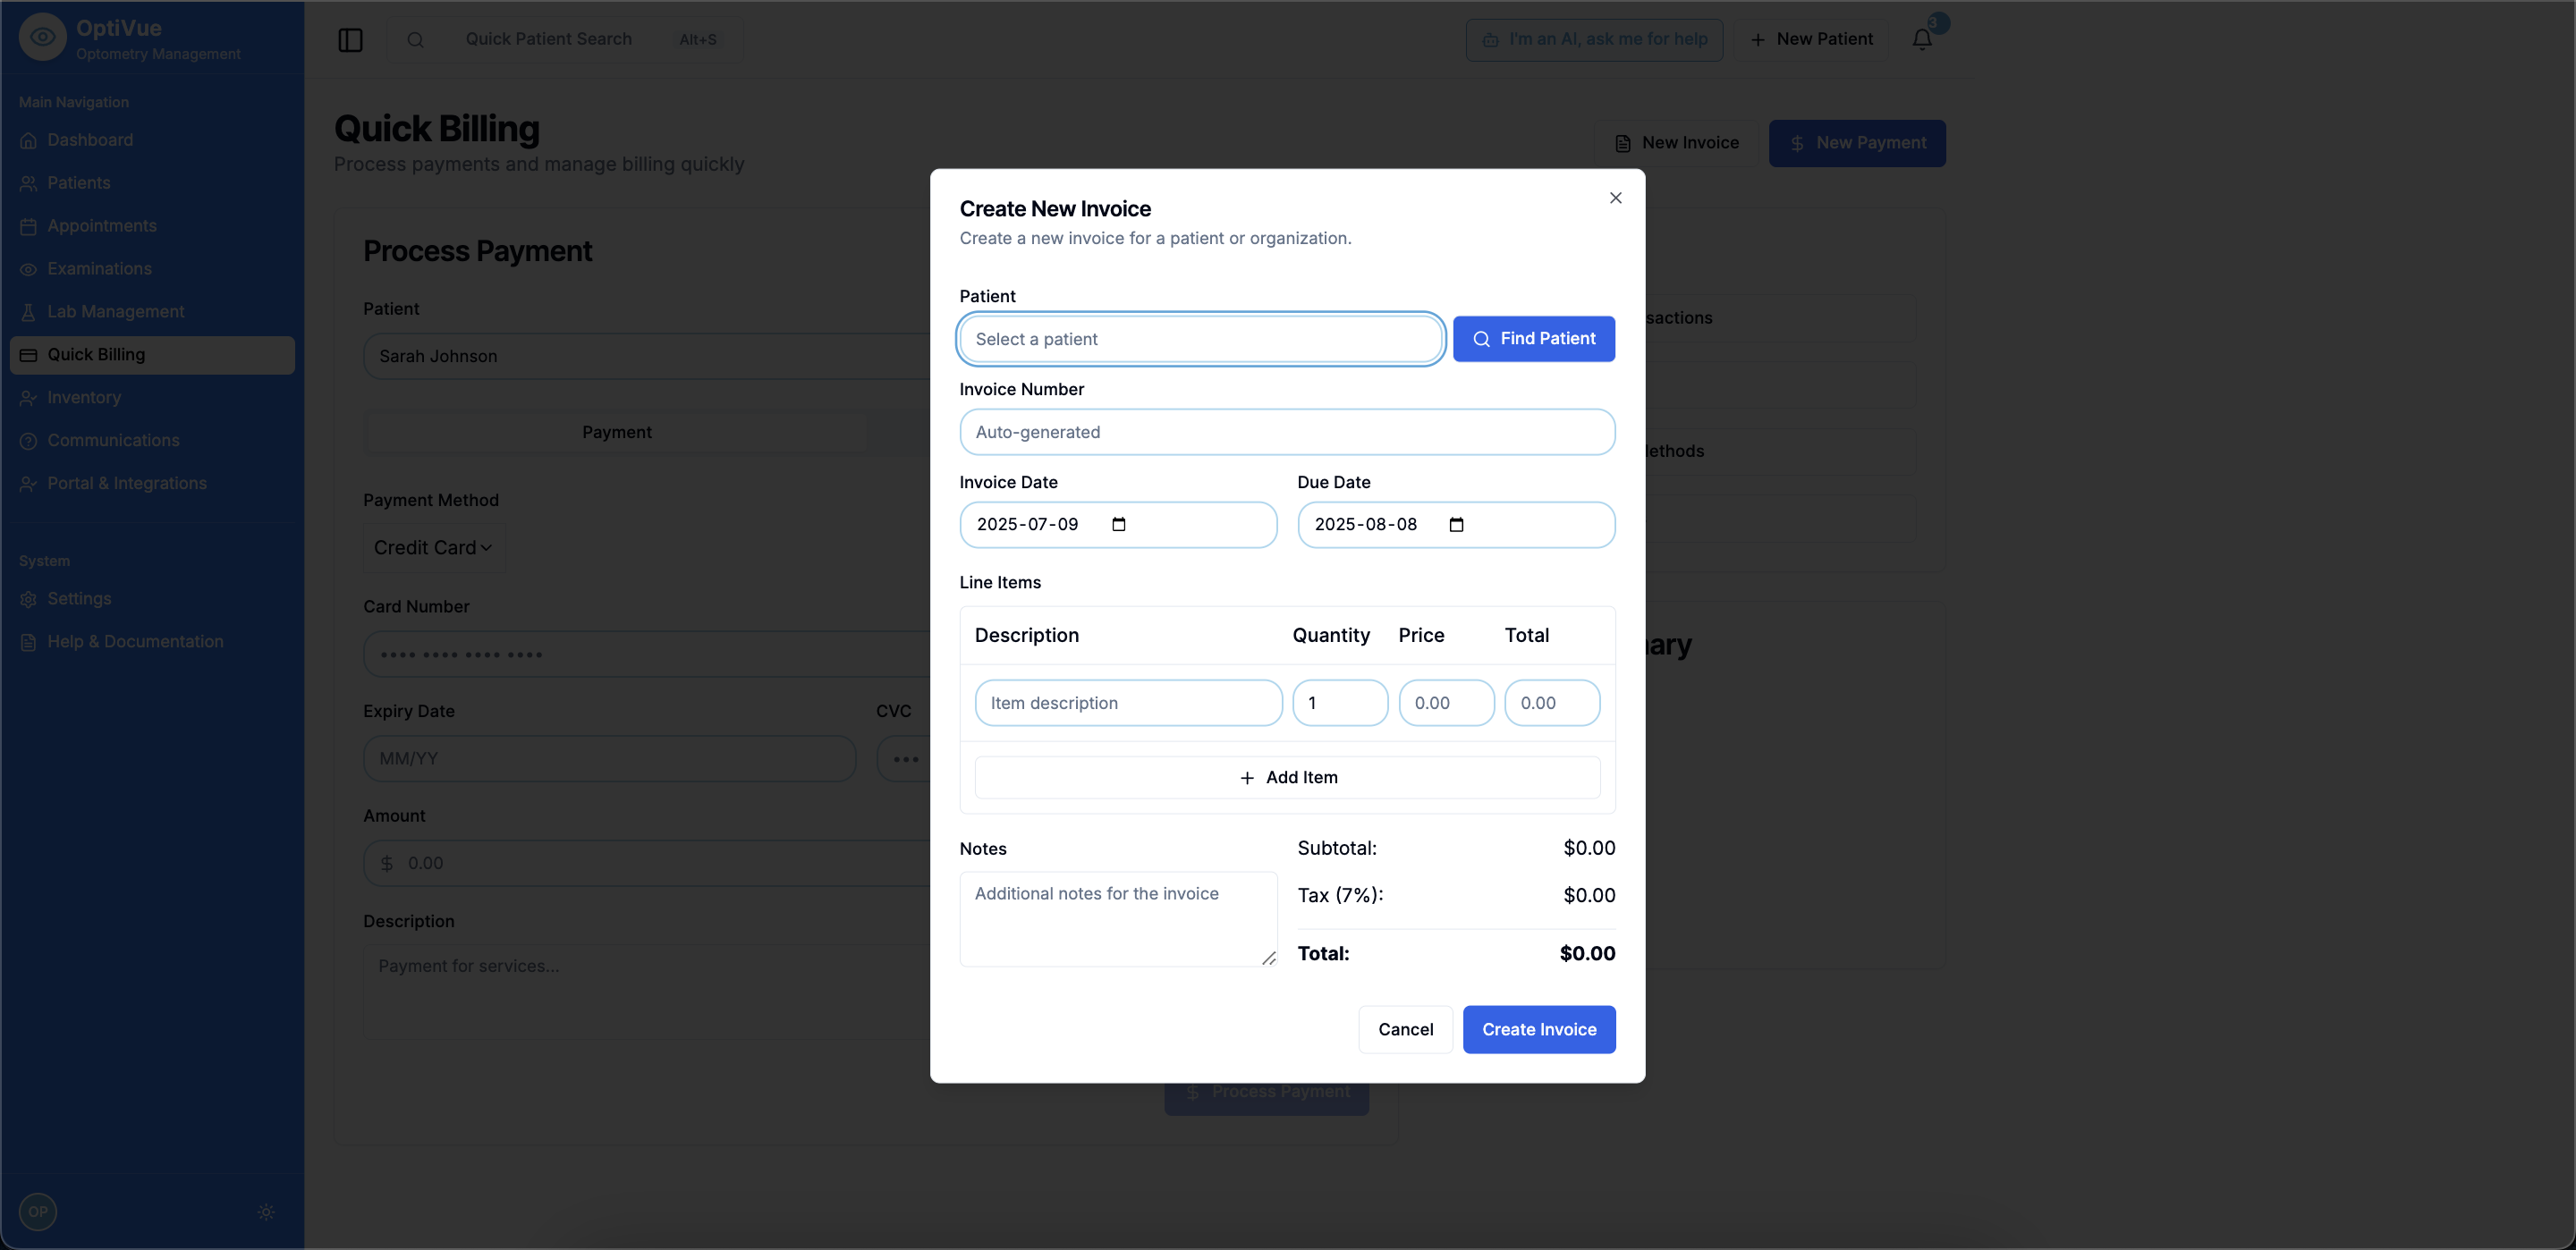 OptiVue
Optometry Management
Main Navigation
Dashboard
Patients
Appointments
Examinations
Lab Management
Quick Billing
Inventory
Communications
Portal & Integrations
System
Settings
Help & Documentation
OP
Quick Patient Search Alt+S
I'm an AI, ask me for help
New Patient
3
Quick Billing
Process payments and manage billing quickly
New Invoice
New Payment
Process Payment
Patient
Sarah Johnson
Payment
Payment Method
Credit Card
Card Number
•••• •••• •••• ••••
Expiry Date CVC
MM/YY •••
Amount
$ 0.00
Description
Payment for services...
$ Process Payment
Create New Invoice
Create a new invoice for a patient or organization.
Patient
Select a patient
Find Patient
Invoice Number
Auto-generated
Invoice Date Due Date
2025-07-09 2025-08-08
Line Items
Description Quantity Price Total
Item description 1 0.00 0.00
+ Add Item
Notes
Additional notes for the invoice
Subtotal: $0.00
Tax (7%): $0.00
Total: $0.00
Cancel Create Invoice